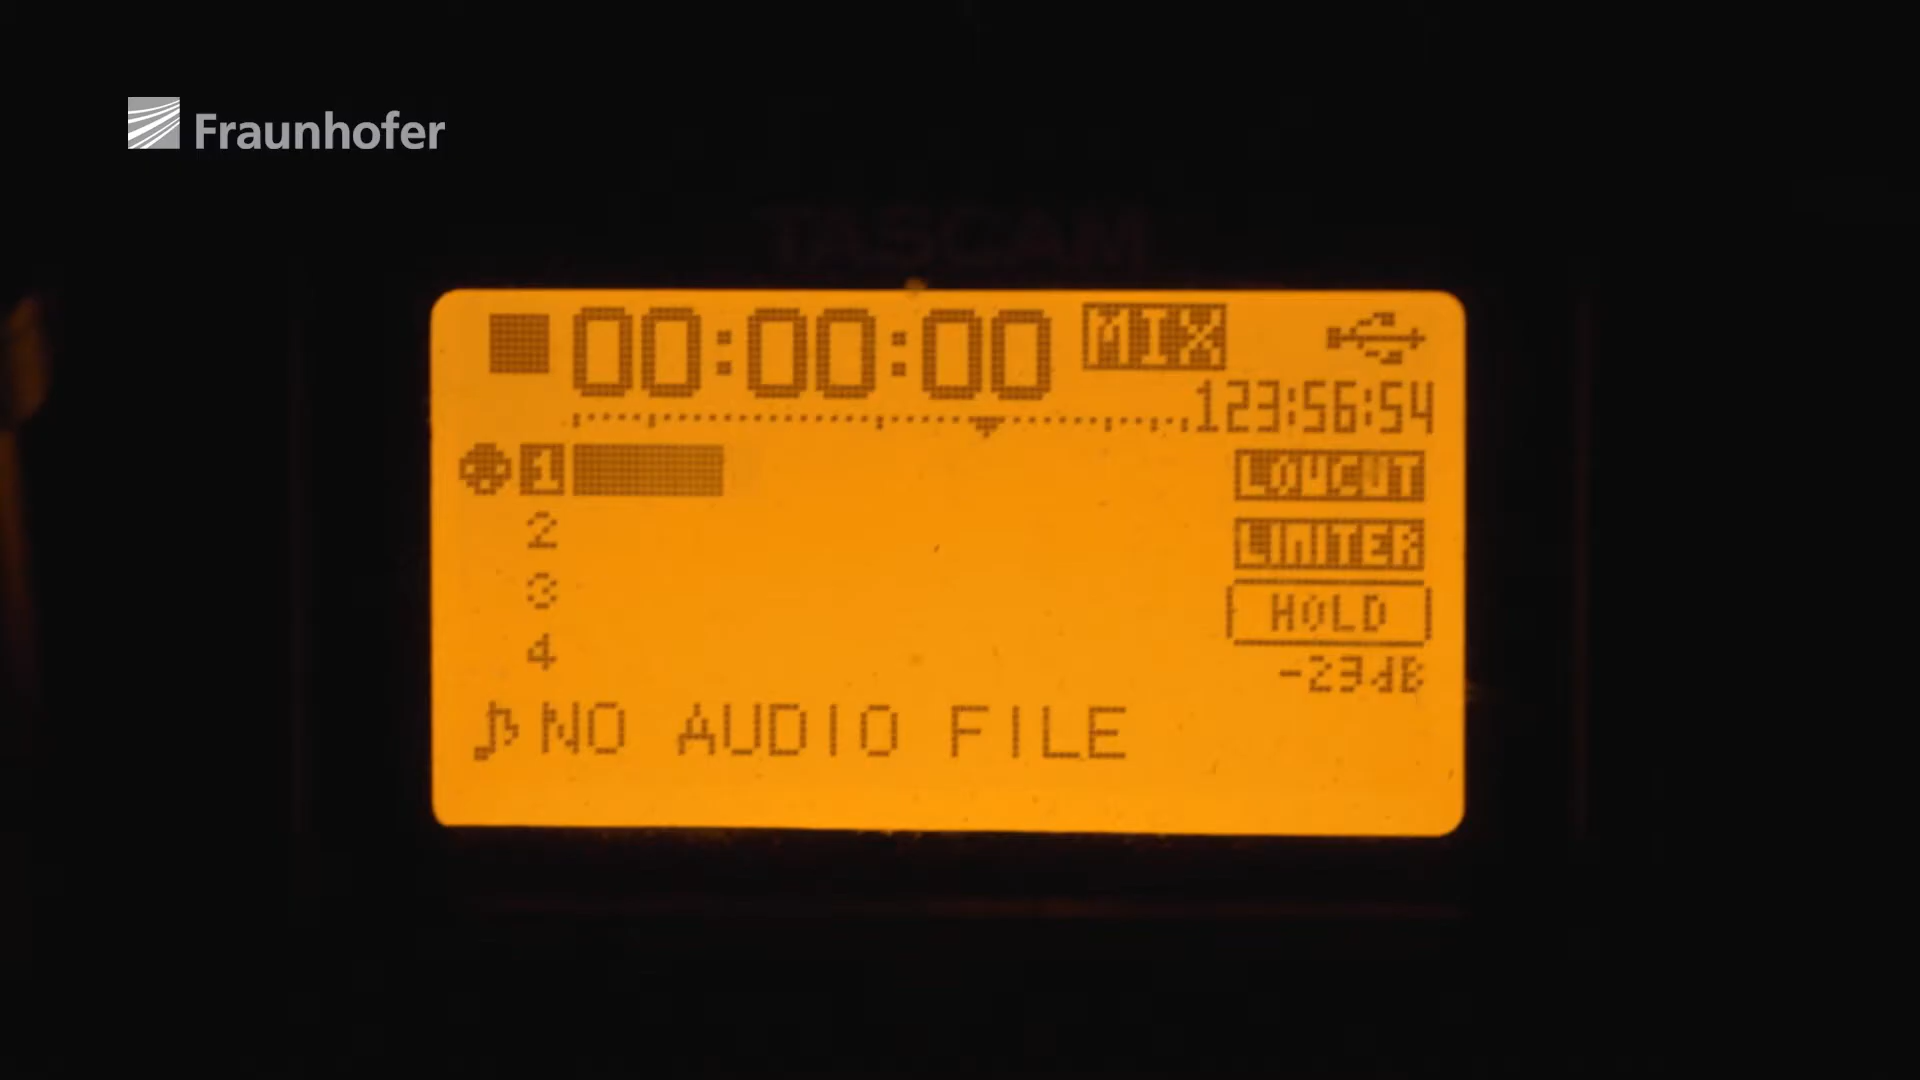 Fraunhofer
TASCAM
00:00:00 MIX
123:56:54
1 LOWCUT
2 LIMITER
3 HOLD
4 -23dB
NO AUDIO FILE